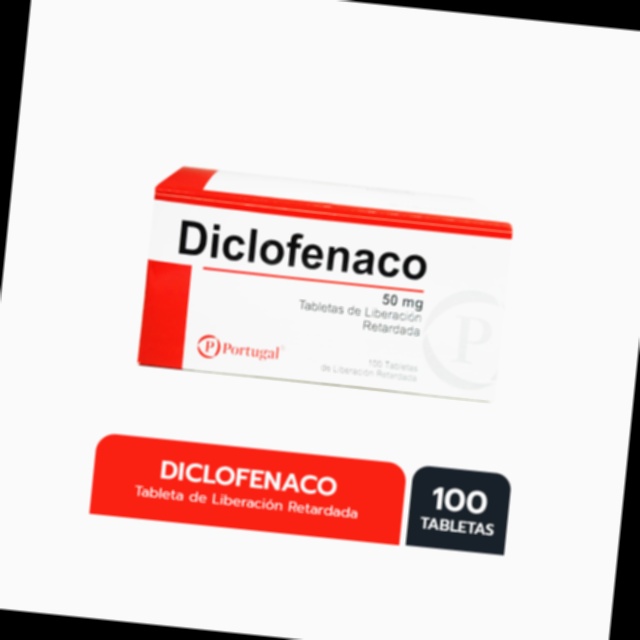 Diclofenaco
50 mg
Tabletas de Liberación
Retardada
P Portugal
100 Tabletas
de Liberación Retardada
P
DICLOFENACO
Tableta de Liberación Retardada
100
TABLETAS